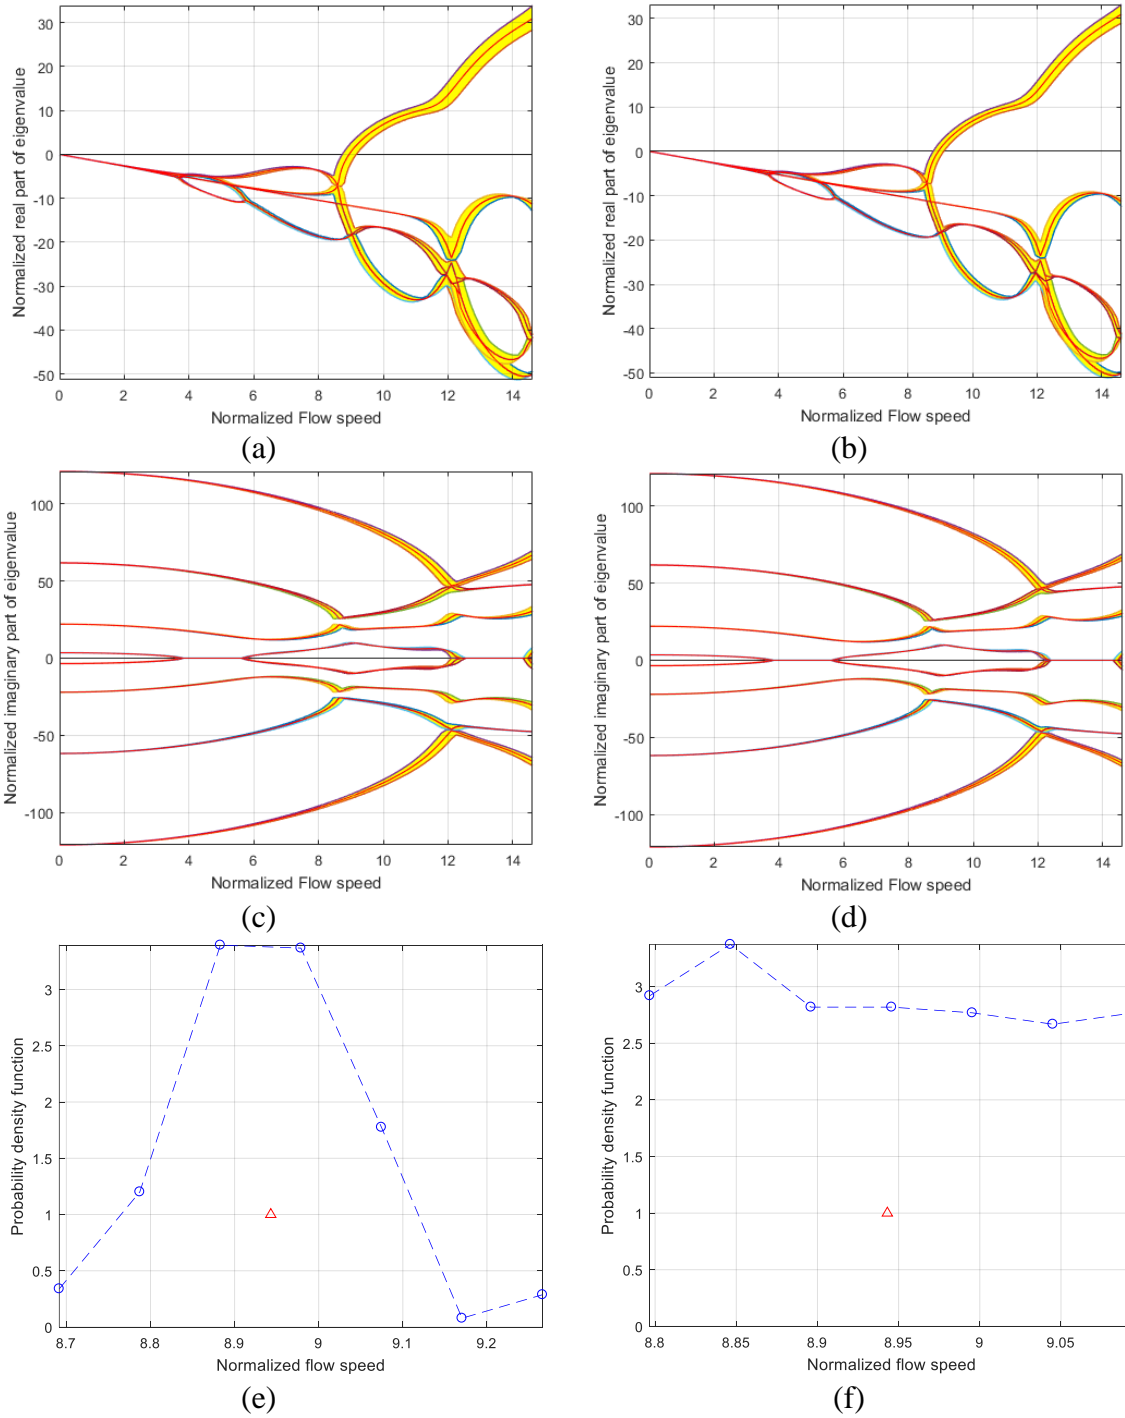 30
20
10
0
-10
-20
-30
-40
-50
Normalized real part of eigenvalue
0 2 4 6 8 10 12 14
Normalized Flow speed
(a)
30
20
10
0
-10
-20
-30
-40
-50
Normalized real part of eigenvalue
0 2 4 6 8 10 12 14
Normalized Flow speed
(b)
100
50
0
-50
-100
Normalized imaginary part of eigenvalue
0 2 4 6 8 10 12 14
Normalized Flow speed
(c)
100
50
0
-50
-100
Normalized imaginary part of eigenvalue
0 2 4 6 8 10 12 14
Normalized Flow speed
(d)
3
2.5
2
1.5
1
0.5
0
Probability density function
8.7 8.8 8.9 9 9.1 9.2
Normalized flow speed
(e)
3
2.5
2
1.5
1
0.5
0
Probability density function
8.8 8.85 8.9 8.95 9 9.05
Normalized flow speed
(f)